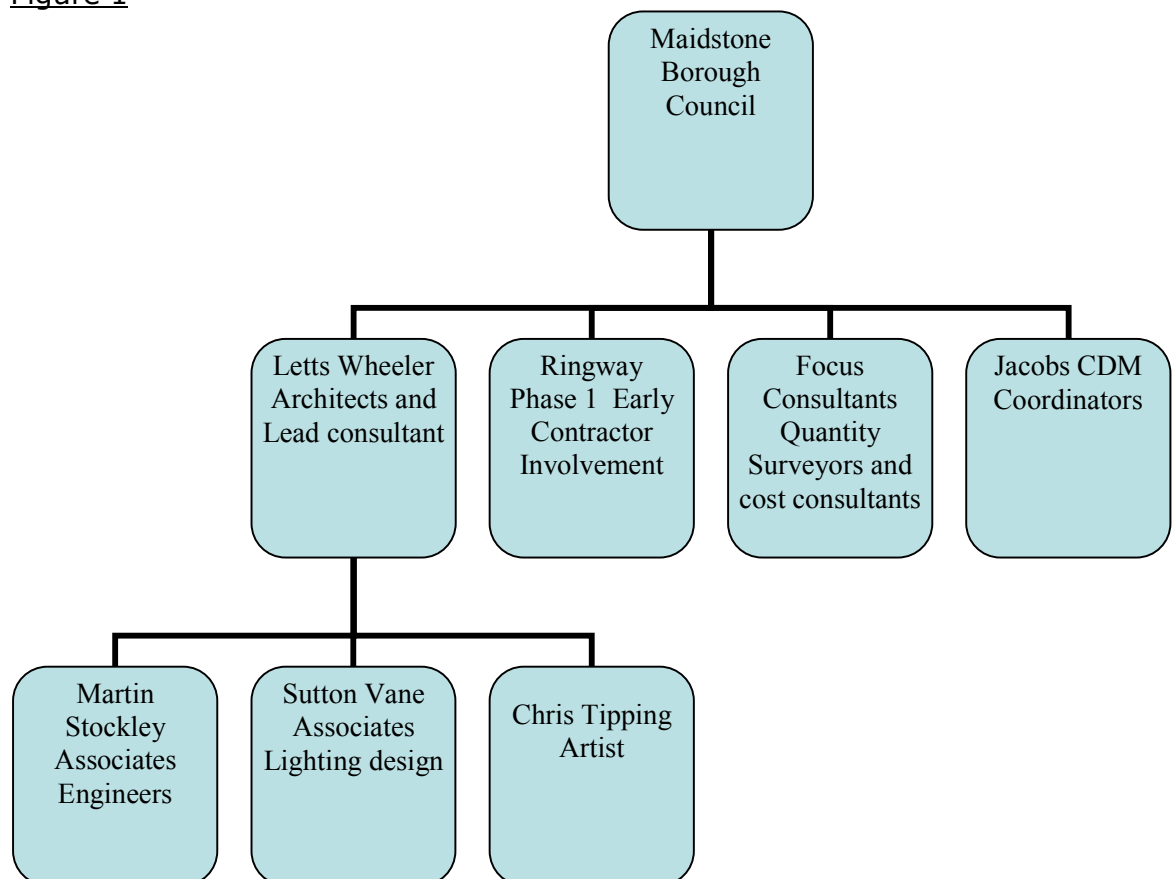 Figure 1
Maidstone
Borough
Council
Letts Wheeler
Architects and
Lead consultant
Ringway
Phase 1 Early
Contractor
Involvement
Focus
Consultants
Quantity
Surveyors and
cost consultants
Jacobs CDM
Coordinators
Martin
Stockley
Associates
Engineers
Sutton Vane
Associates
Lighting design
Chris Tipping
Artist